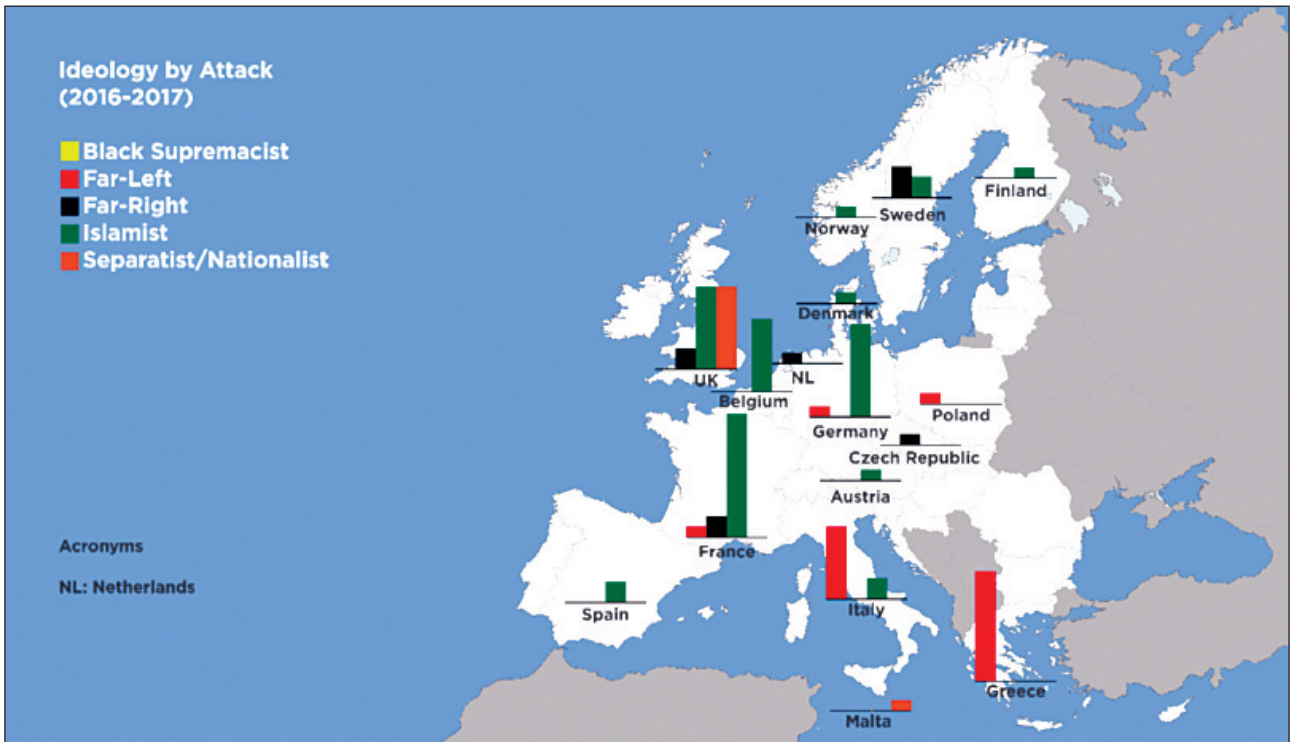 Ideology by Attack
(2016-2017)
Black Supremacist
Far-Left
Far-Right
Islamist
Separatist/Nationalist
Finland
Sweden
Norway
Denmark
UK
NL
Belgium
Poland
Germany
Czech Republic
Austria
Acronyms
France
NL: Netherlands
Spain
Italy
Greece
Malta